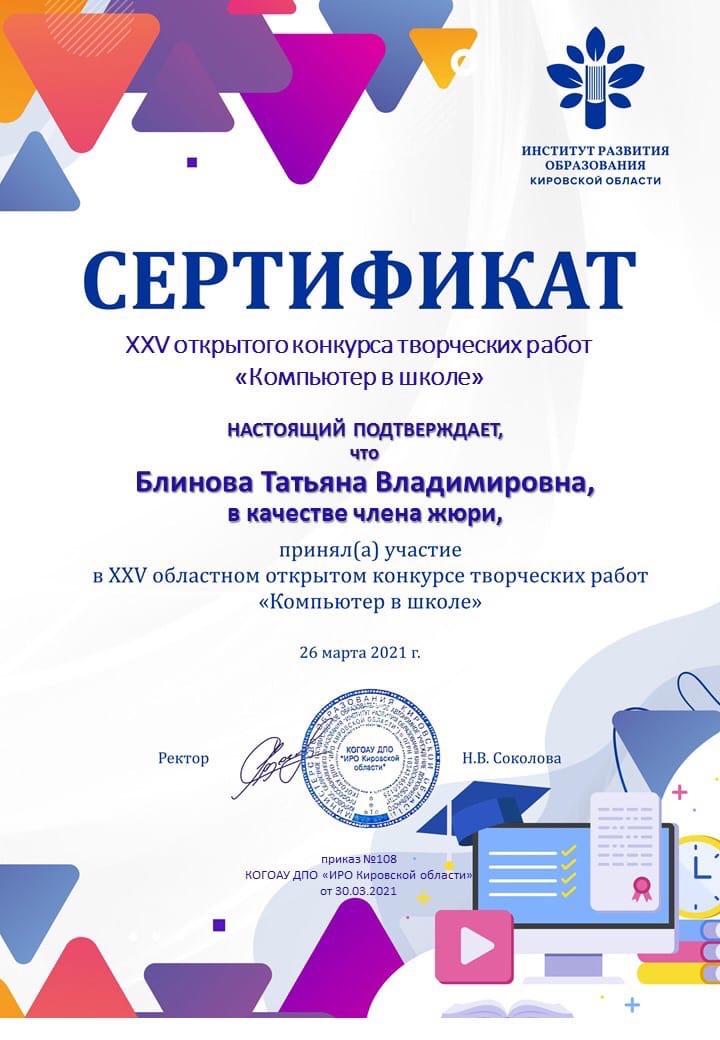 ИНСТИТУТ РАЗВИТИЯ
ОБРАЗОВАНИЯ
КИРОВСКОЙ ОБЛАСТИ
СЕРТИФИКАТ
XXV открытого конкурса творческих работ
«Компьютер в школе»
НАСТОЯЩИЙ ПОДТВЕРЖДАЕТ,
что
Блинова Татьяна Владимировна,
в качестве члена жюри,
принял(а) участие
в XXV областном открытом конкурсе творческих работ
«Компьютер в школе»
26 марта 2021 г.
Ректор
КОГОАУ ДПО
"ИРО Кировской
области"
Н.В. Соколова
приказ №108
КОГОАУ ДПО «ИРО Кировской области»
от 30.03.2021